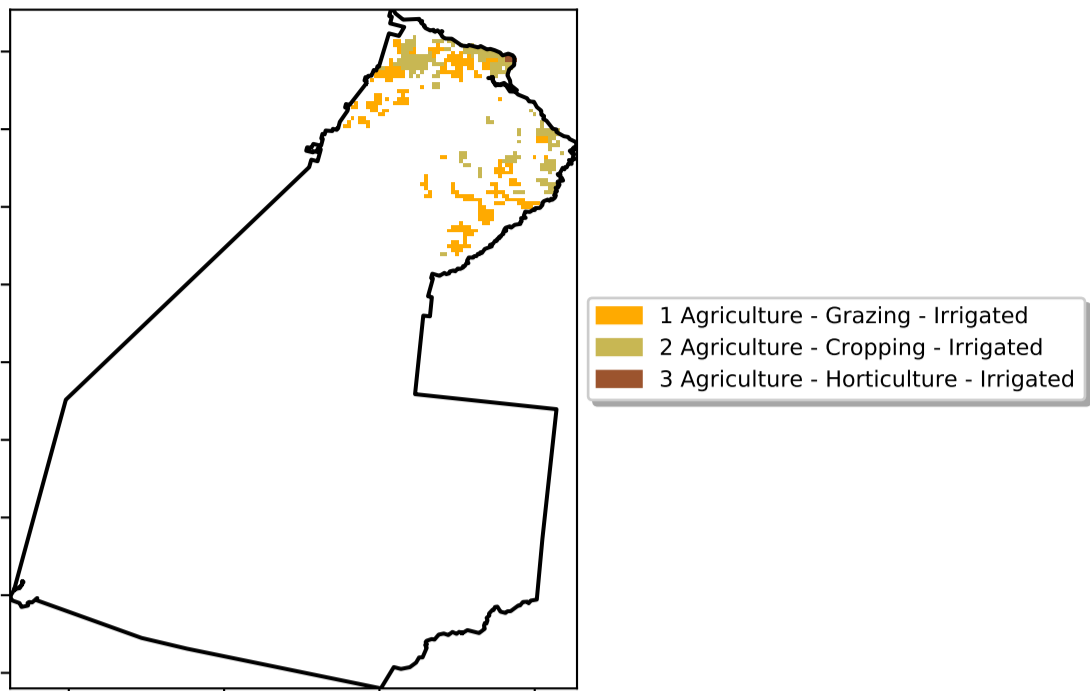 1 Agriculture - Grazing - Irrigated
2 Agriculture - Cropping - Irrigated
3 Agriculture - Horticulture - Irrigated